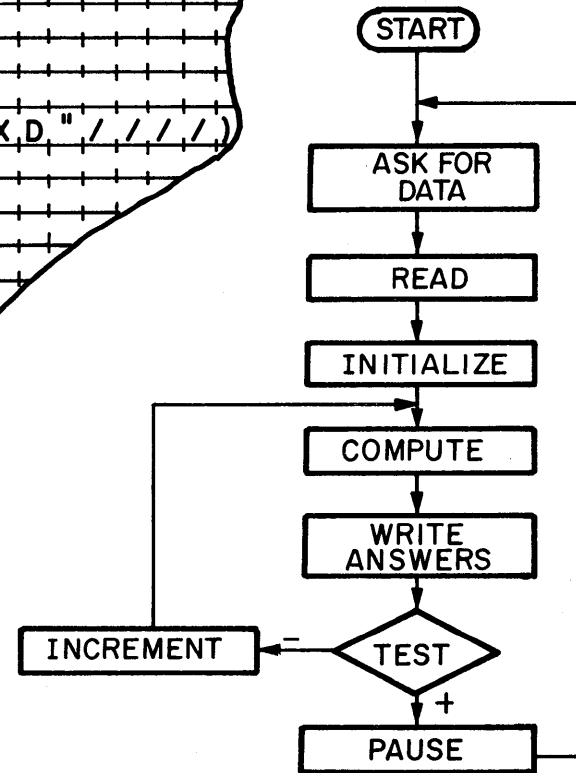 START
X D " / / / / )
ASK FOR
DATA
READ
INITIALIZE
COMPUTE
WRITE
ANSWERS
INCREMENT
−
TEST
+
PAUSE